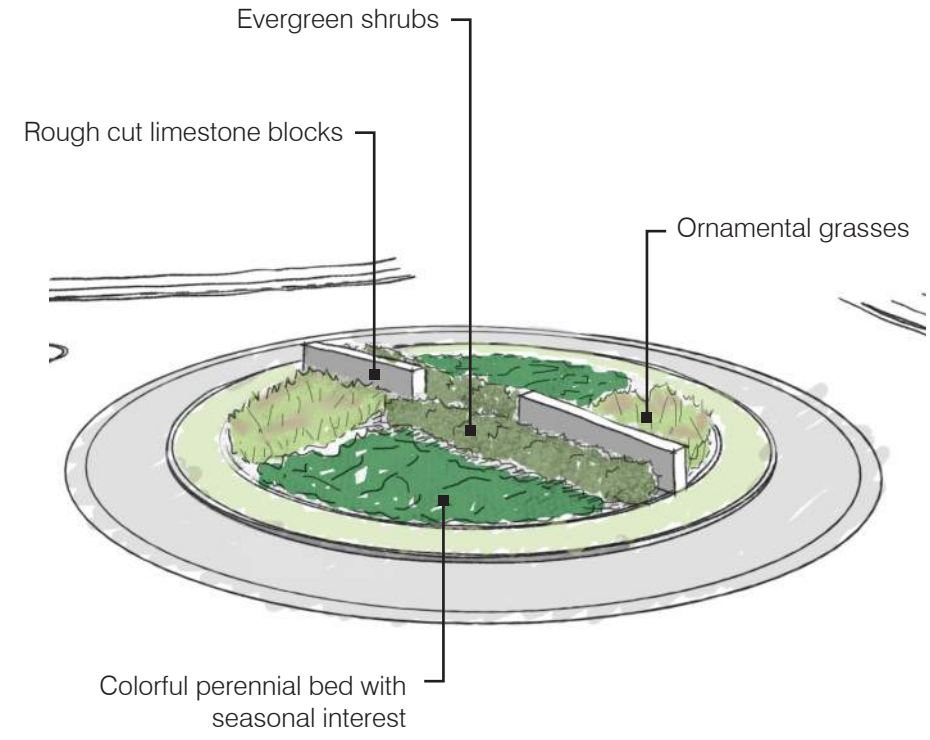 Evergreen shrubs
Rough cut limestone blocks
Ornamental grasses
Colorful perennial bed with
seasonal interest